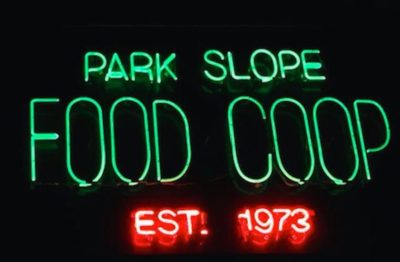 PARK SLOPE
FOOD COOP
EST. 1973